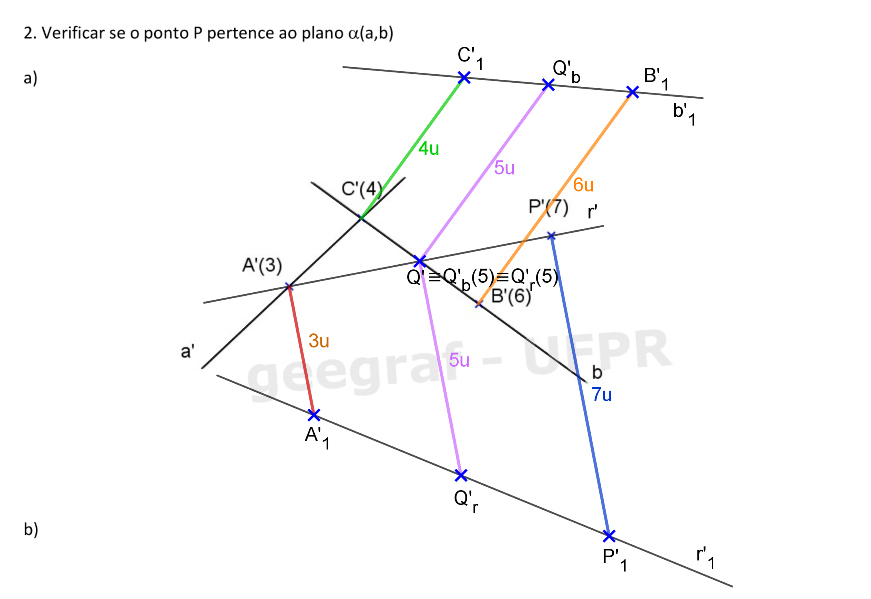 2. Verificar se o ponto P pertence ao plano α(a,b)
a)
C'1
Q'b
B'1
b'1
4u
5u
6u
C'(4)
P'(7)
r'
A'(3)
Q'≡Q'b(5)≡Q'r(5)
B'(6)
3u
a'
geegraf - UFPR
5u
b
7u
A'1
Q'r
b)
P'1
r'1